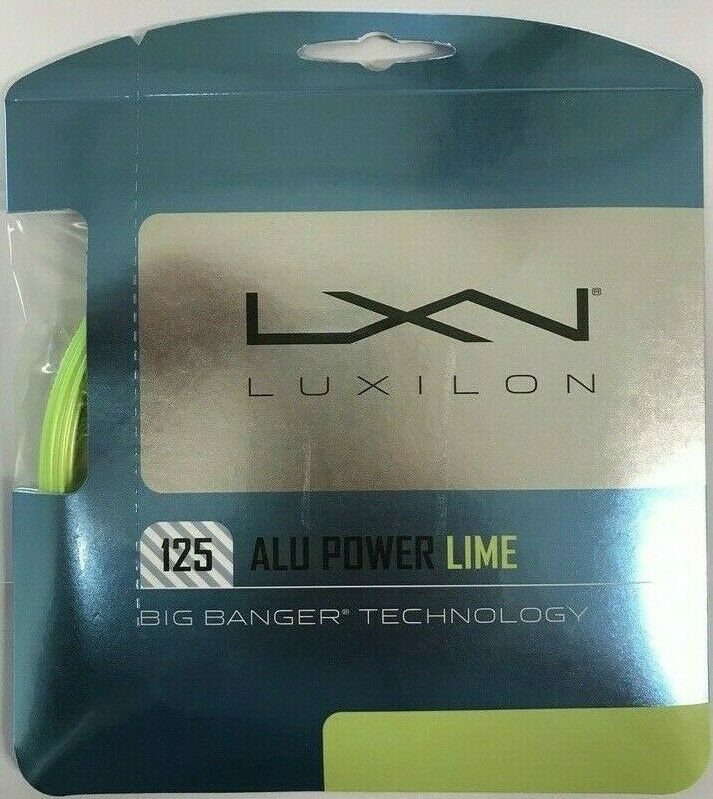 LXN®
LUXILON
125 ALU POWER LIME
BIG BANGER® TECHNOLOGY